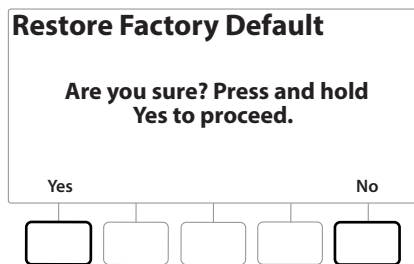 Restore Factory Default
Are you sure? Press and hold
Yes to proceed.
Yes No